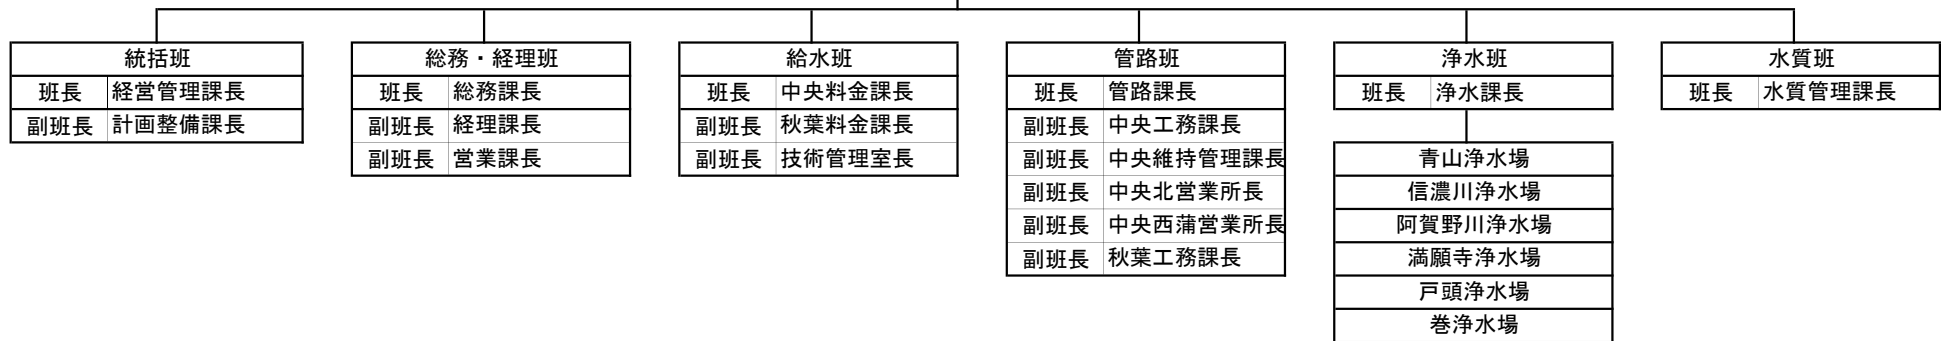 統括班
班長 経営管理課長
副班長 計画整備課長
総務・経理班
班長 総務課長
副班長 経理課長
副班長 営業課長
給水班
班長 中央料金課長
副班長 秋葉料金課長
副班長 技術管理室長
管路班
班長 管路課長
副班長 中央工務課長
副班長 中央維持管理課長
副班長 中央北営業所長
副班長 中央西蒲営業所長
副班長 秋葉工務課長
浄水班
班長 浄水課長
青山浄水場
信濃川浄水場
阿賀野川浄水場
満願寺浄水場
戸頭浄水場
巻浄水場
水質班
班長 水質管理課長